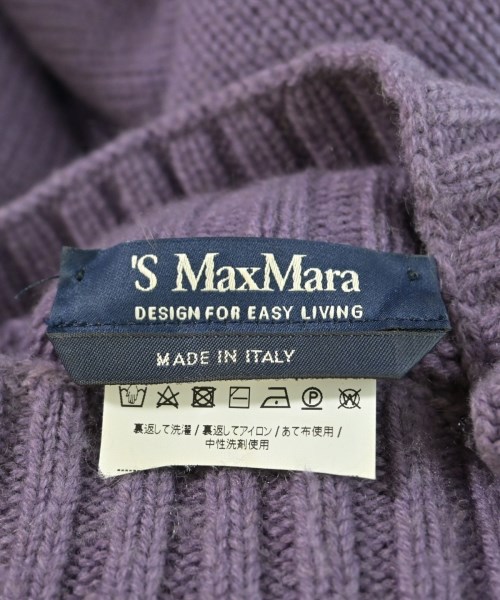 'S MaxMara
DESIGN FOR EASY LIVING
MADE IN ITALY
裏返して洗濯 / 裏返してアイロン / あて布使用 /
中性洗剤使用